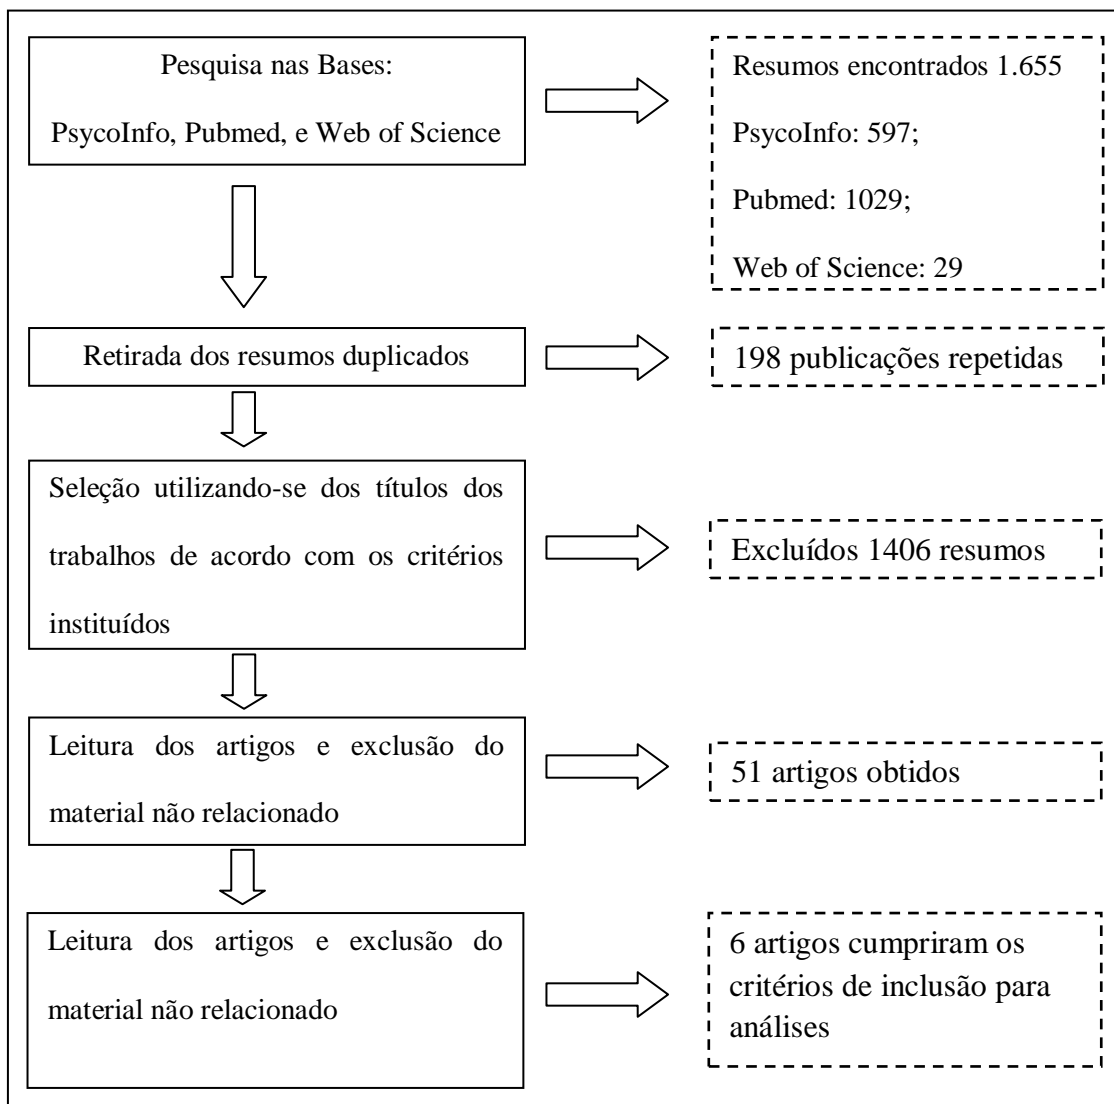 Pesquisa nas Bases:
PsycoInfo, Pubmed, e Web of Science
Resumos encontrados 1.655
PsycoInfo: 597;
Pubmed: 1029;
Web of Science: 29
Retirada dos resumos duplicados
198 publicações repetidas
Seleção utilizando-se dos títulos dos
trabalhos de acordo com os critérios
instituídos
Excluídos 1406 resumos
Leitura dos artigos e exclusão do
material não relacionado
51 artigos obtidos
Leitura dos artigos e exclusão do
material não relacionado
6 artigos cumpriram os
critérios de inclusão para
análises